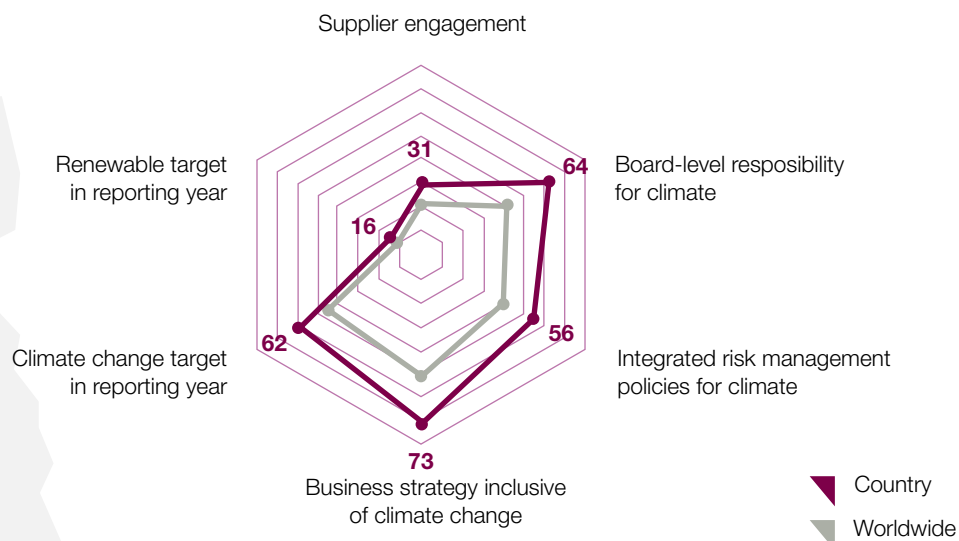 Supplier engagement
31
64
Board-level resposibility
for climate
Renewable target
in reporting year
16
Climate change target
in reporting year
62
56
Integrated risk management
policies for climate
73
Business strategy inclusive
of climate change
Country
Worldwide